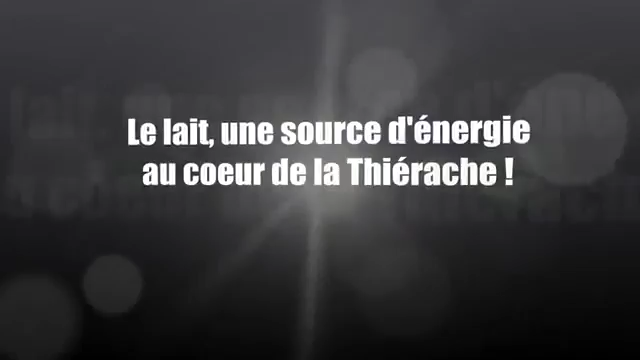 Le lait, une source d'énergie
au coeur de la Thiérache !